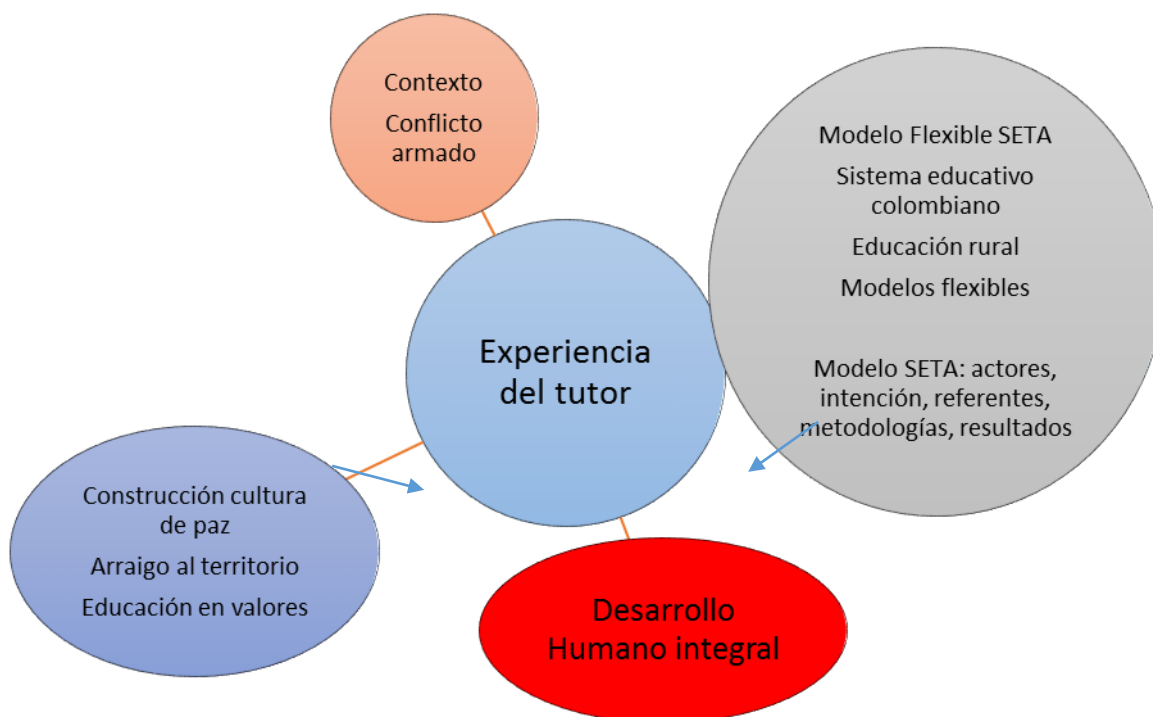 Contexto
Conflicto
armado
Modelo Flexible SETA
Sistema educativo
colombiano
Educación rural
Modelos flexibles
Modelo SETA: actores,
intención, referentes,
metodologías, resultados
Experiencia
del tutor
Construcción cultura
de paz
Arraigo al territorio
Educación en valores
Desarrollo
Humano integral